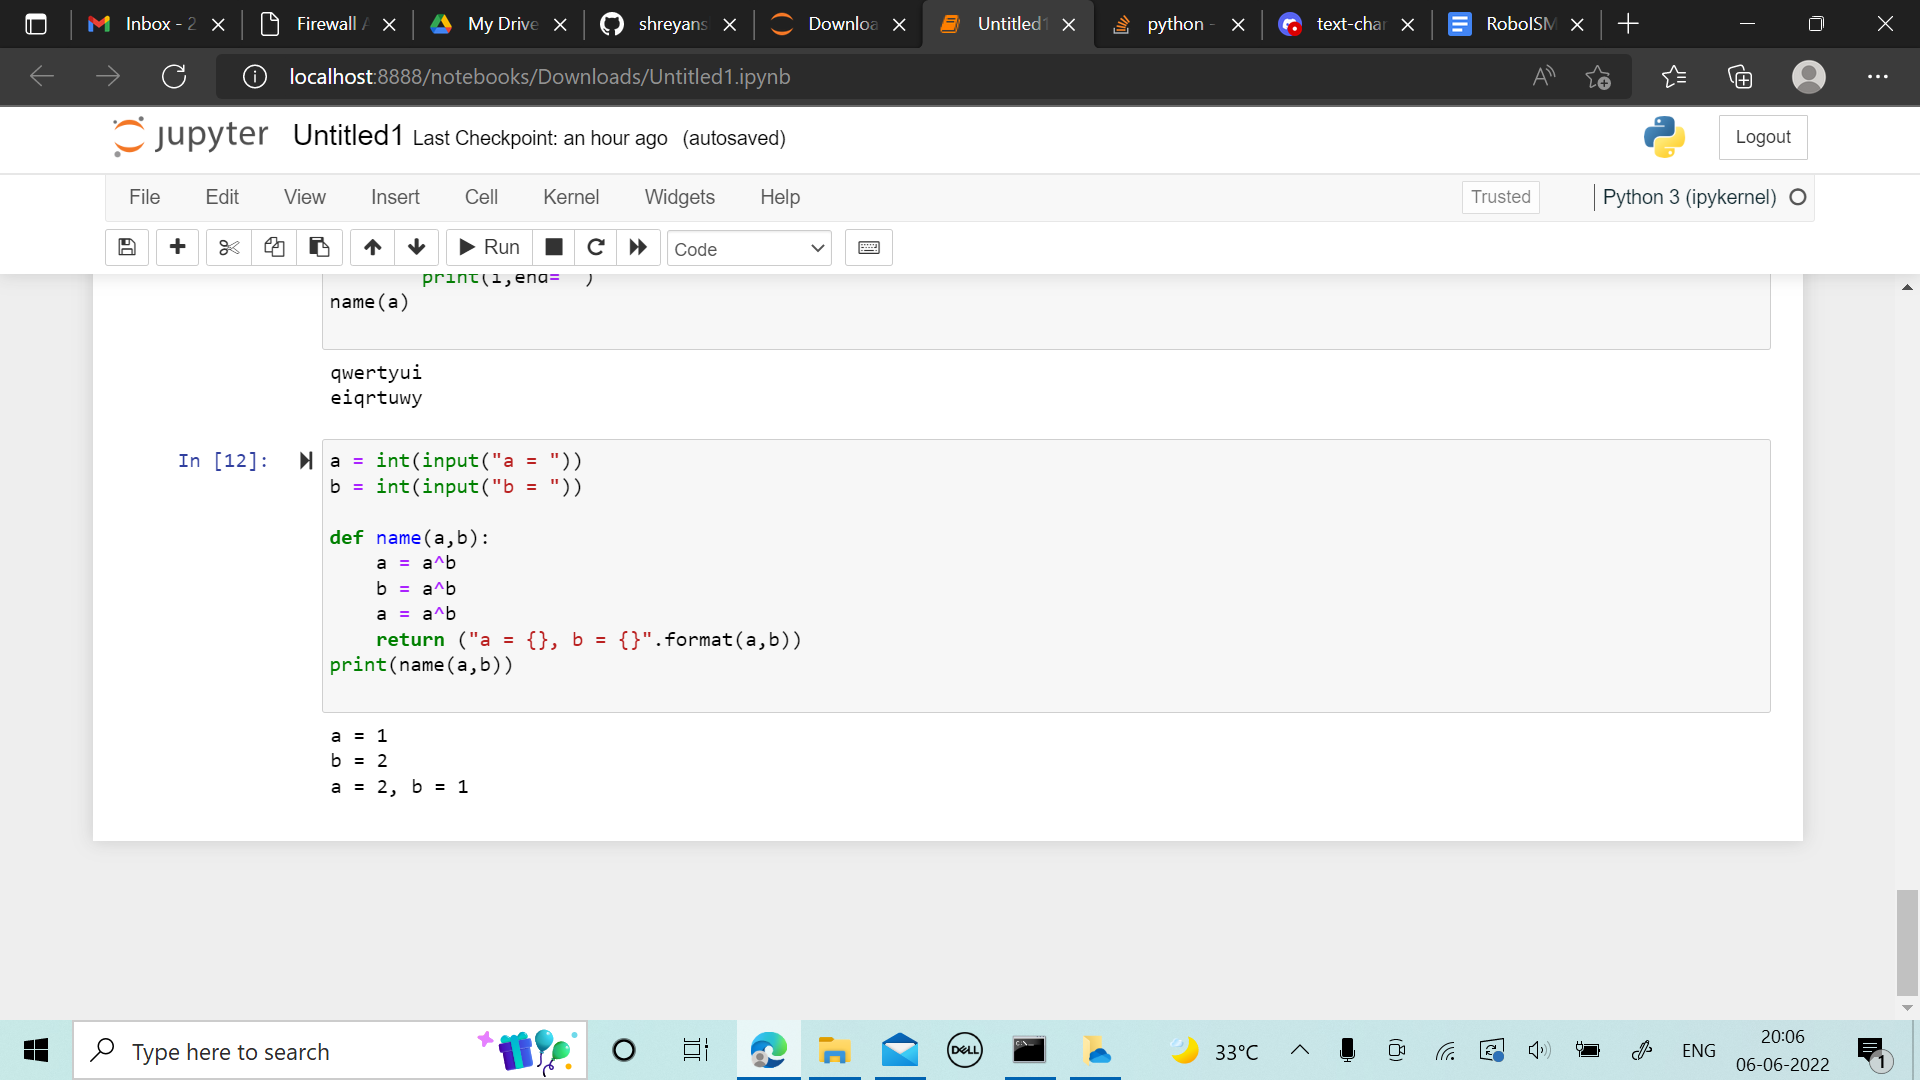 Inbox - 2
Firewall A
My Drive
shreyans
Downloa
Untitled1
python -
text-char
RoboISM
localhost:8888/notebooks/Downloads/Untitled1.ipynb
jupyter Untitled1 Last Checkpoint: an hour ago (autosaved)
Logout
File Edit View Insert Cell Kernel Widgets Help
Trusted
Python 3 (ipykernel)
Run
Code
print(i,end=" ")
name(a)
qwertyui
eiqrtuwy
In [12]:
a = int(input("a = "))
b = int(input("b = "))
def name(a,b):
a = a^b
b = a^b
a = a^b
return ("a = {}, b = {}".format(a,b))
print(name(a,b))
a = 1
b = 2
a = 2, b = 1
Type here to search
DELL
33°C
ENG
20:06
06-06-2022
1